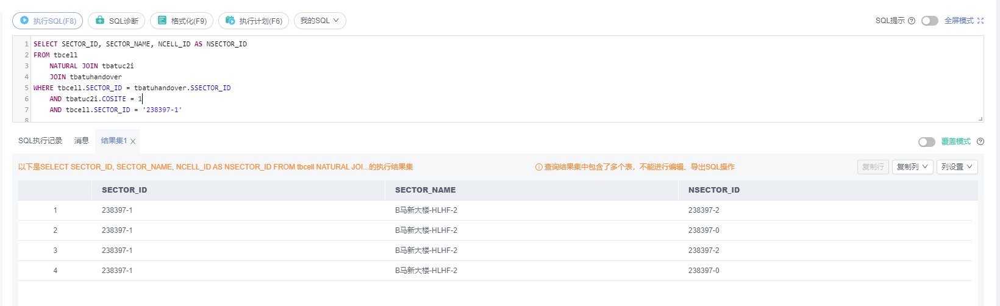 执行SQL(F8) SQL诊断 格式化(F9) 执行计划(F6) 我的SQL SQL提示 全屏模式
1 SELECT SECTOR_ID, SECTOR_NAME, NCELL_ID AS NSECTOR_ID
2 FROM tbcell
3 NATURAL JOIN tbatuc2i
4 JOIN tbatuhandover
5 WHERE tbcell.SECTOR_ID = tbatuhandover.SSECTOR_ID
6 AND tbatuc2i.COSITE = 1
7 AND tbcell.SECTOR_ID = '238397-1'
8
SQL执行记录 消息 结果集1 覆盖模式
以下是SELECT SECTOR_ID, SECTOR_NAME, NCELL_ID AS NSECTOR_ID FROM tbcell NATURAL JOI...的执行结果集 查询结果集中包含了多个表，不能进行编辑、导出SQL操作 复制行 复制列 列设置
SECTOR_ID SECTOR_NAME NSECTOR_ID
1 238397-1 B马新大楼-HLHF-2 238397-2
2 238397-1 B马新大楼-HLHF-2 238397-0
3 238397-1 B马新大楼-HLHF-2 238397-2
4 238397-1 B马新大楼-HLHF-2 238397-0